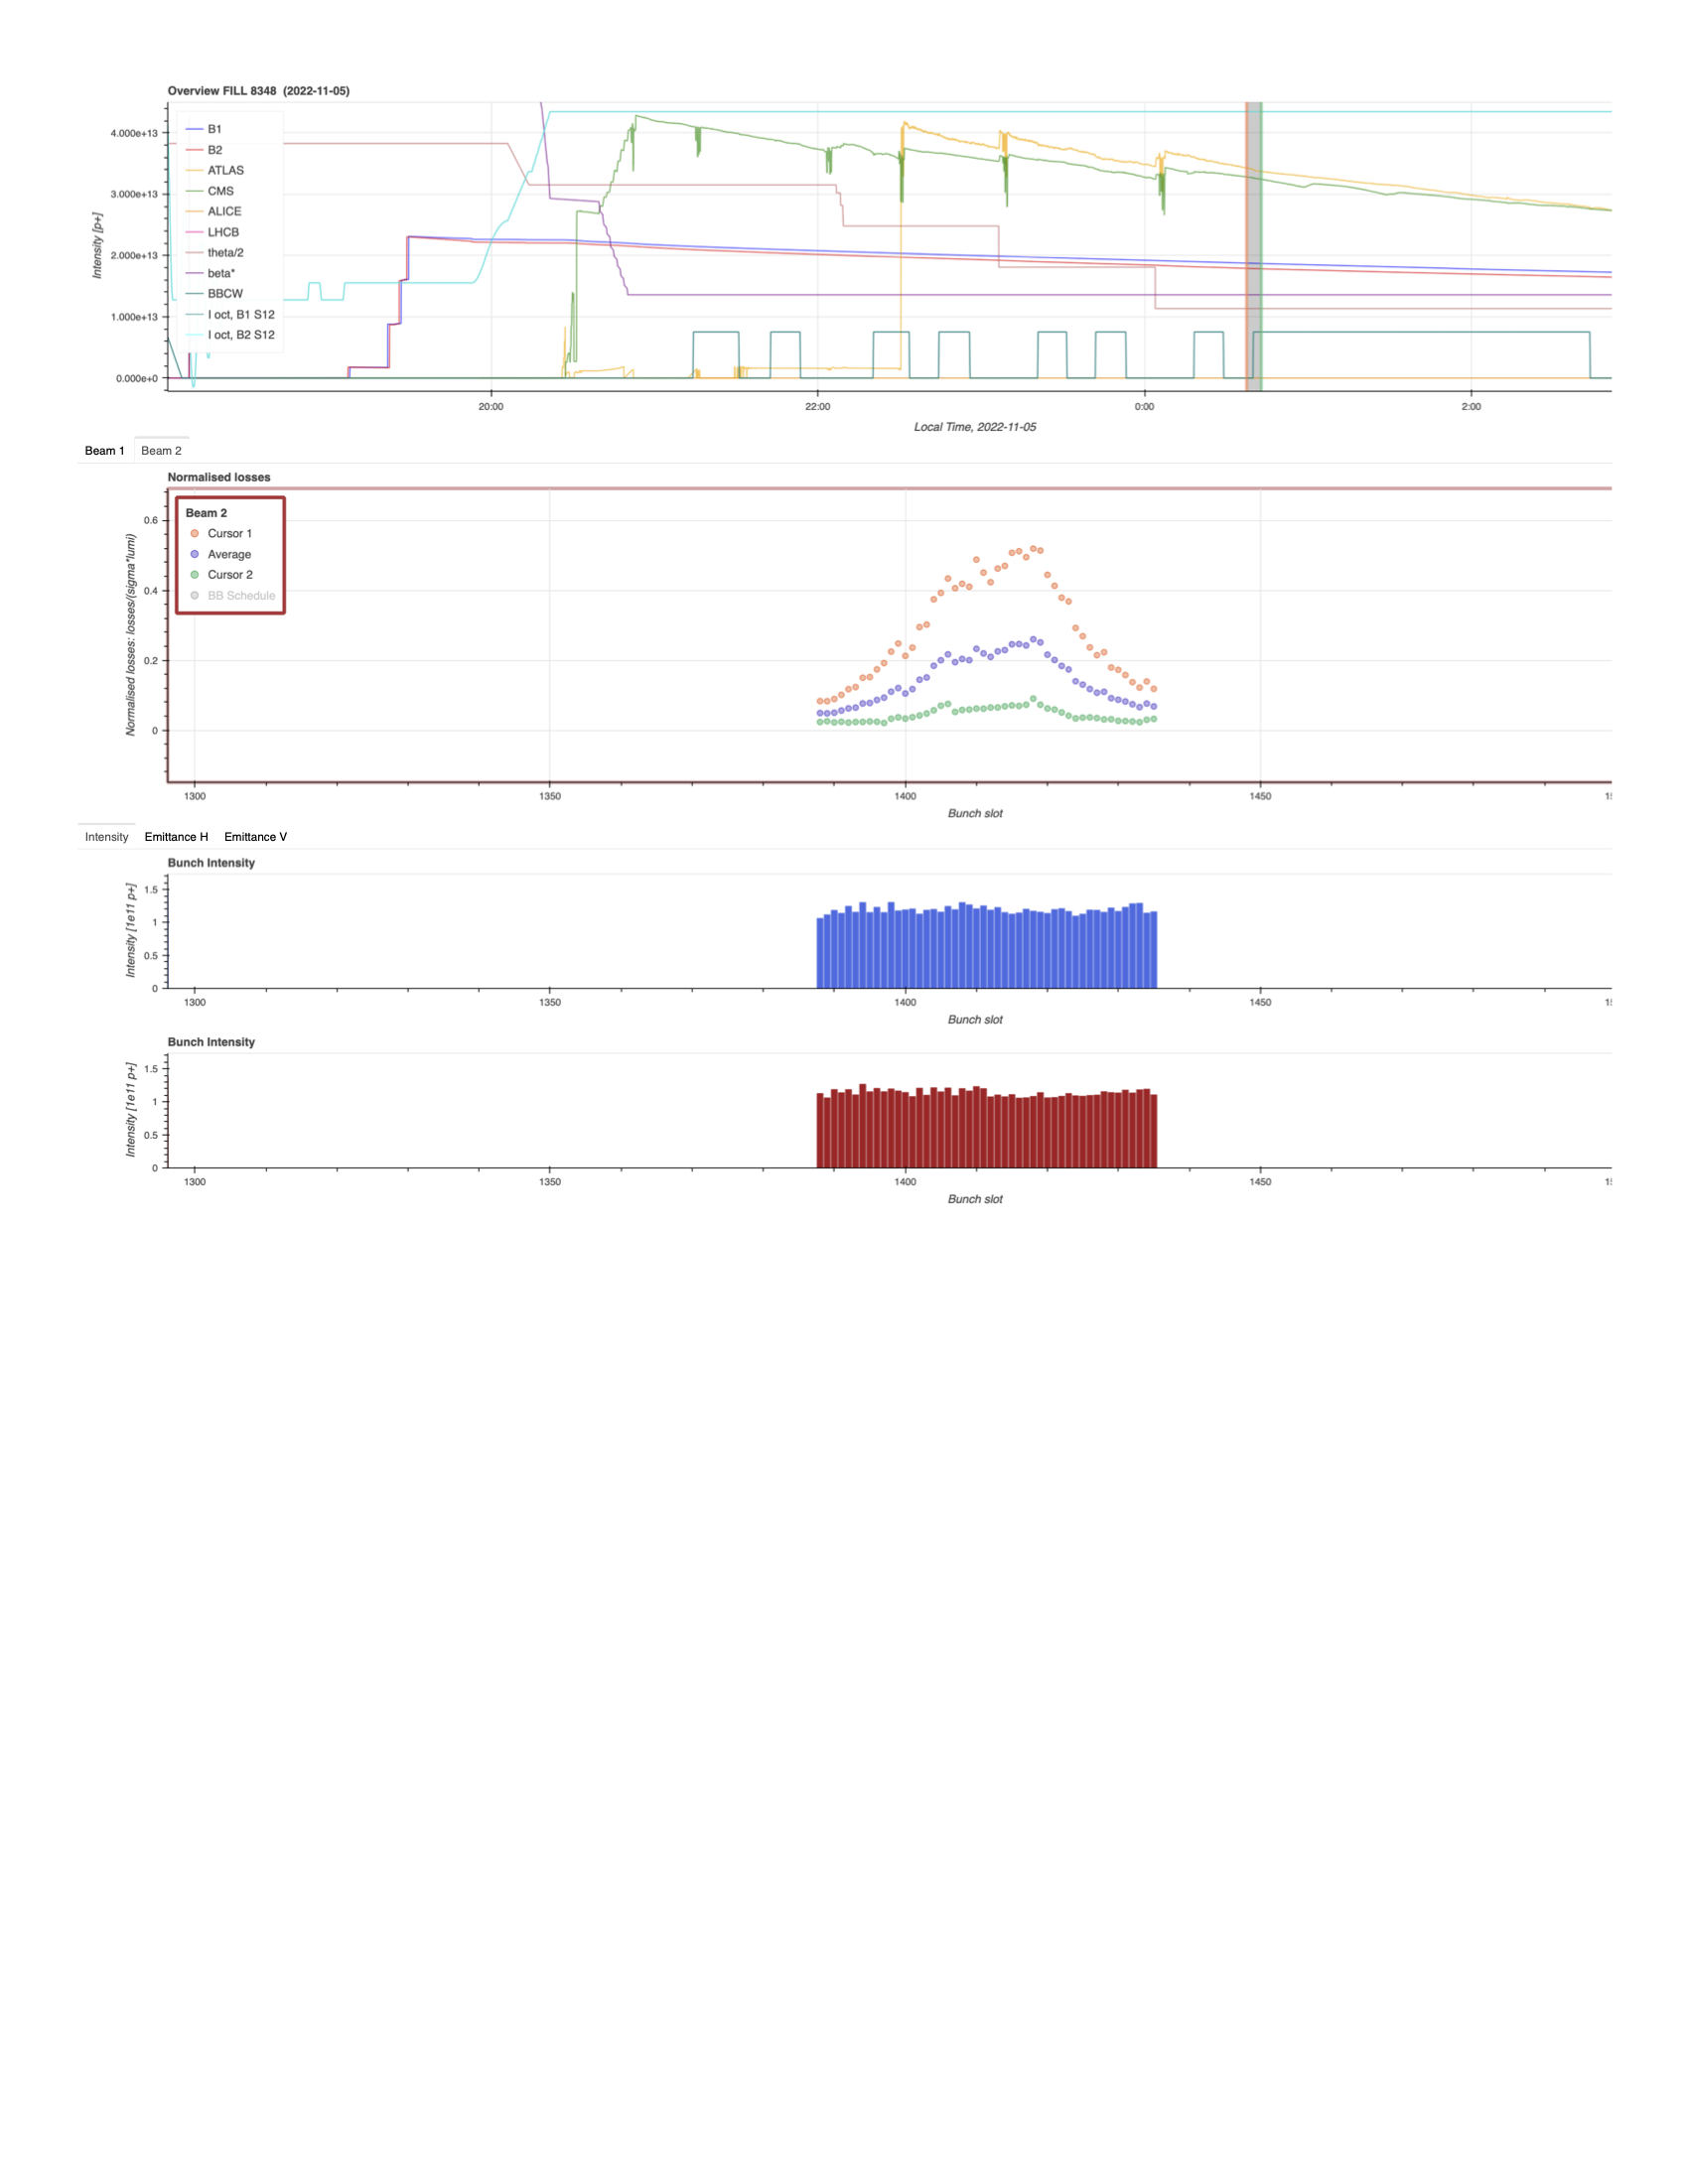 Overview FILL 8348 (2022-11-05)
Intensity [p+]
4.000e+13
3.000e+13
2.000e+13
1.000e+13
0.000e+0
B1
B2
ATLAS
CMS
ALICE
LHCB
theta/2
beta*
BBCW
I oct, B1 S12
I oct, B2 S12
20:00 22:00 0:00 2:00
Local Time, 2022-11-05
Beam 1 Beam 2
Normalised losses
Normalised losses: losses/(sigma*lumi)
0.6
0.4
0.2
0
Beam 2
Cursor 1
Average
Cursor 2
BB Schedule
1300 1350 1400 1450
Bunch slot
Intensity Emittance H Emittance V
Bunch Intensity
Intensity [1e11 p+]
1.5
1
0.5
0
1300 1350 1400 1450
Bunch slot
Bunch Intensity
Intensity [1e11 p+]
1.5
1
0.5
0
1300 1350 1400 1450
Bunch slot